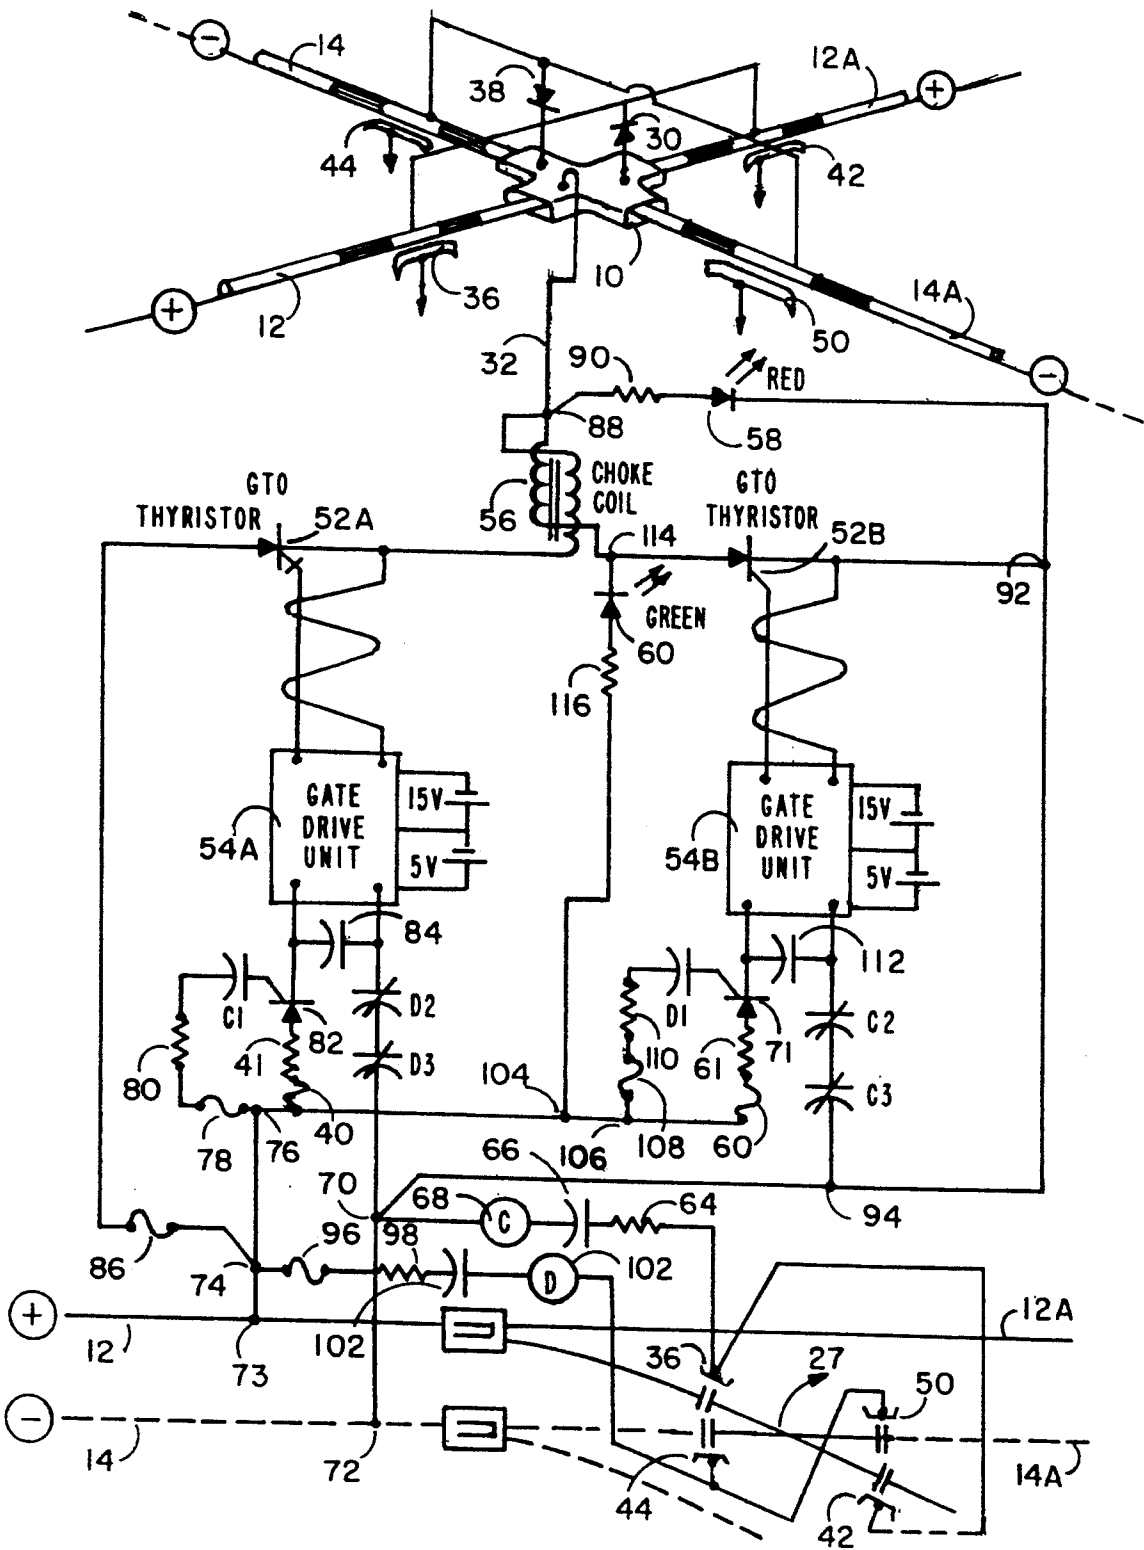 −
14
38
12A
+
30
44
42
10
36
12
+
14A
50
−
32
90
RED
88
58
GTO
THYRISTOR
52A
56
CHOKE
COIL
GTO
THYRISTOR
114
52B
92
GREEN
60
116
GATE
DRIVE
UNIT
15V
5V
54A
GATE
DRIVE
UNIT
15V
5V
54B
84
112
C1
82
D2
D1
71
C2
80
41
D3
110
61
C3
78
76
40
104
106
108
60
66
70
68
C
64
94
86
74
96
98
D
102
+
12
73
102
12A
36
27
50
−
14
72
44
42
14A